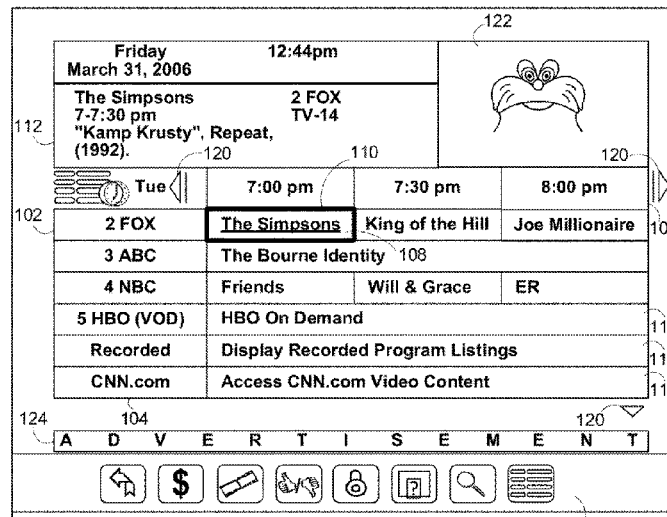 122
Friday 12:44pm
March 31, 2006
The Simpsons 2 FOX
7-7:30 pm TV-14
"Kamp Krusty", Repeat,
(1992).
112
120 110 120
Tue 7:00 pm 7:30 pm 8:00 pm
102 10
2 FOX The Simpsons King of the Hill Joe Millionaire
3 ABC The Bourne Identity 108
4 NBC Friends Will & Grace ER
5 HBO (VOD) HBO On Demand 11
Recorded Display Recorded Program Listings 11
CNN.com Access CNN.com Video Content 11
124 104 120
A D V E R T I S E M E N T
$ ?